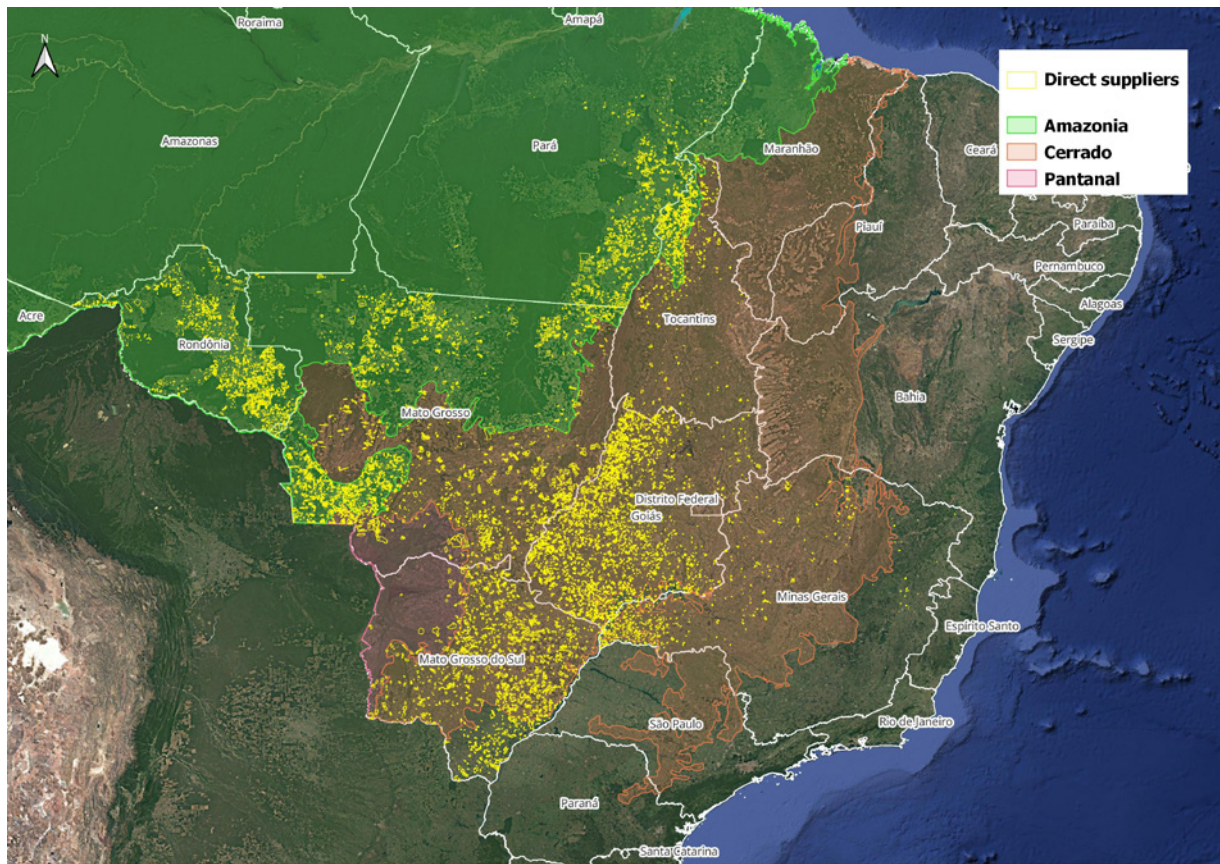 Roraima
Amapá
N
Direct suppliers
Amazonia
Cerrado
Pantanal
Amazonas
Pará
Maranhão
Ceará
Paraíba
Piauí
Pernambuco
Alagoas
Sergipe
Acre
Rondônia
Tocantins
Bahia
Mato Grosso
Distrito Federal
Goiás
Minas Gerais
Espírito Santo
Mato Grosso do Sul
São Paulo
Rio de Janeiro
Paraná
Santa Catarina